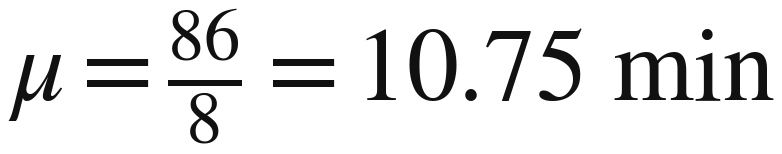 μ = 86/8 = 10.75 min